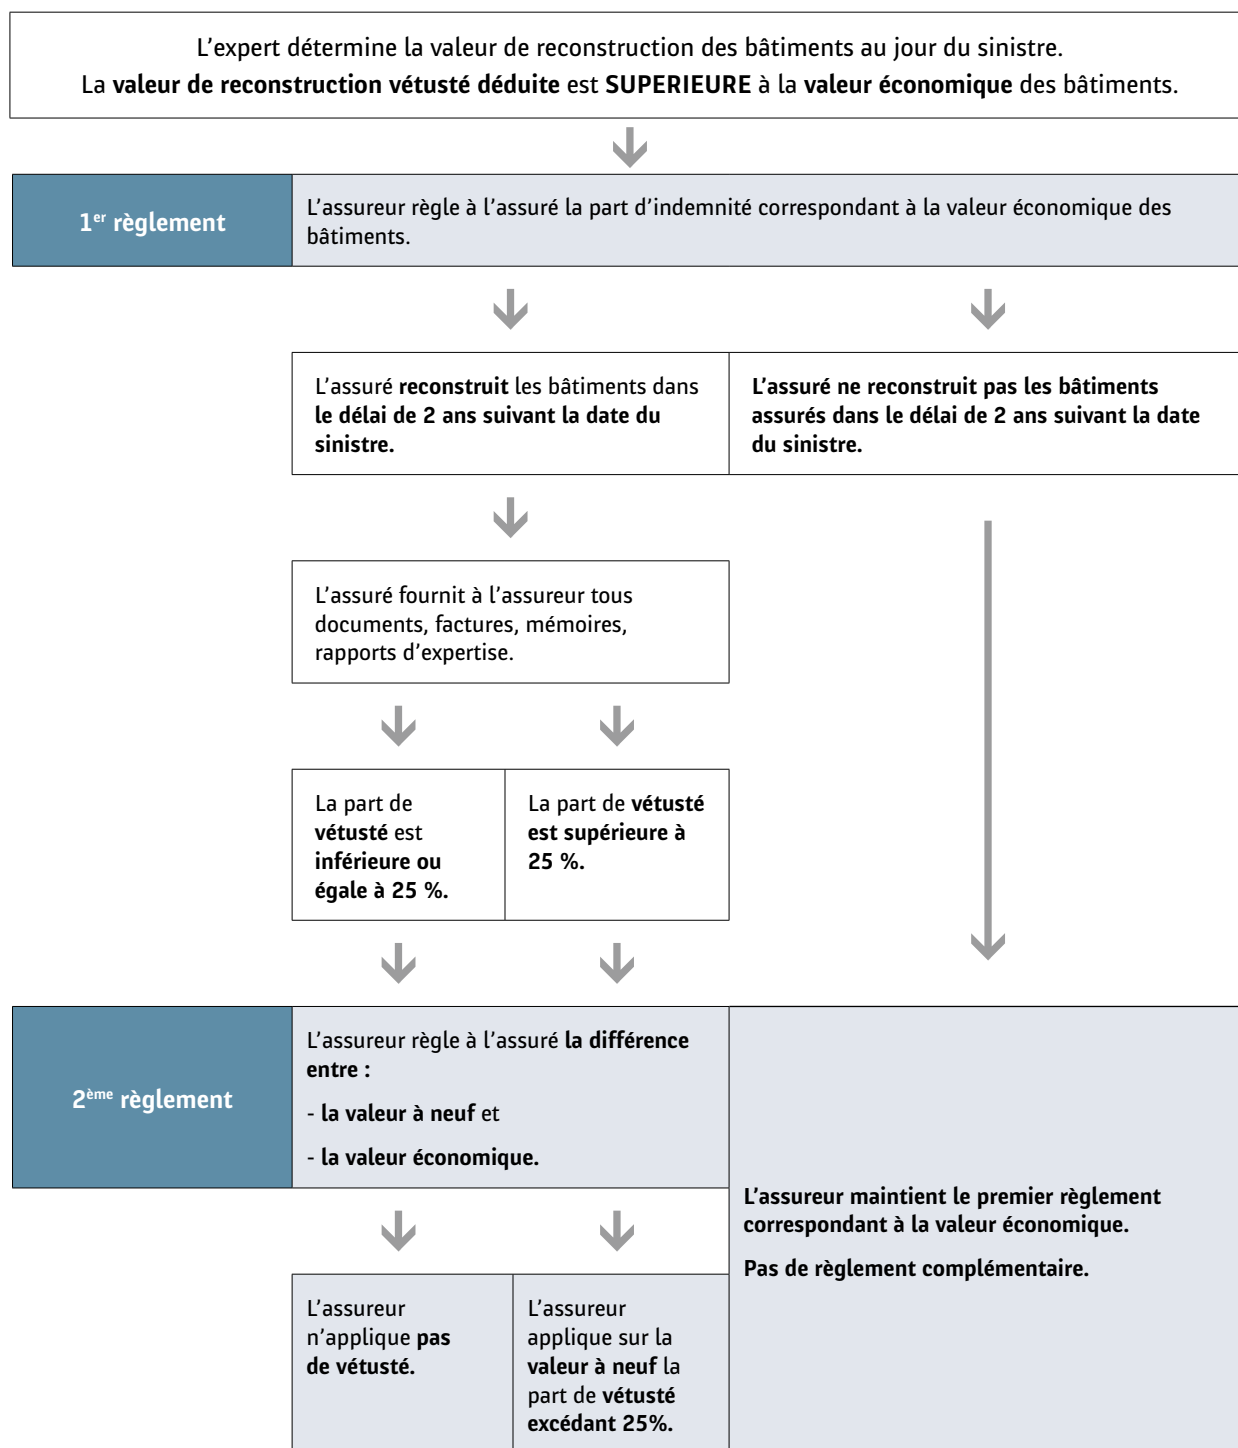 L'expert détermine la valeur de reconstruction des bâtiments au jour du sinistre.
La valeur de reconstruction vétusté déduite est SUPERIEURE à la valeur économique des bâtiments.
1er règlement
L'assureur règle à l'assuré la part d'indemnité correspondant à la valeur économique des
bâtiments.
L'assuré reconstruit les bâtiments dans
le délai de 2 ans suivant la date du
sinistre.
L'assuré ne reconstruit pas les bâtiments
assurés dans le délai de 2 ans suivant la date
du sinistre.
L'assuré fournit à l'assureur tous
documents, factures, mémoires,
rapports d'expertise.
La part de
vétusté est
inférieure ou
égale à 25 %.
La part de vétusté
est supérieure à
25 %.
2ème règlement
L'assureur règle à l'assuré la différence
entre :
- la valeur à neuf et
- la valeur économique.
L'assureur maintient le premier règlement
correspondant à la valeur économique.
Pas de règlement complémentaire.
L'assureur
n'applique pas
de vétusté.
L'assureur
applique sur la
valeur à neuf la
part de vétusté
excédant 25%.